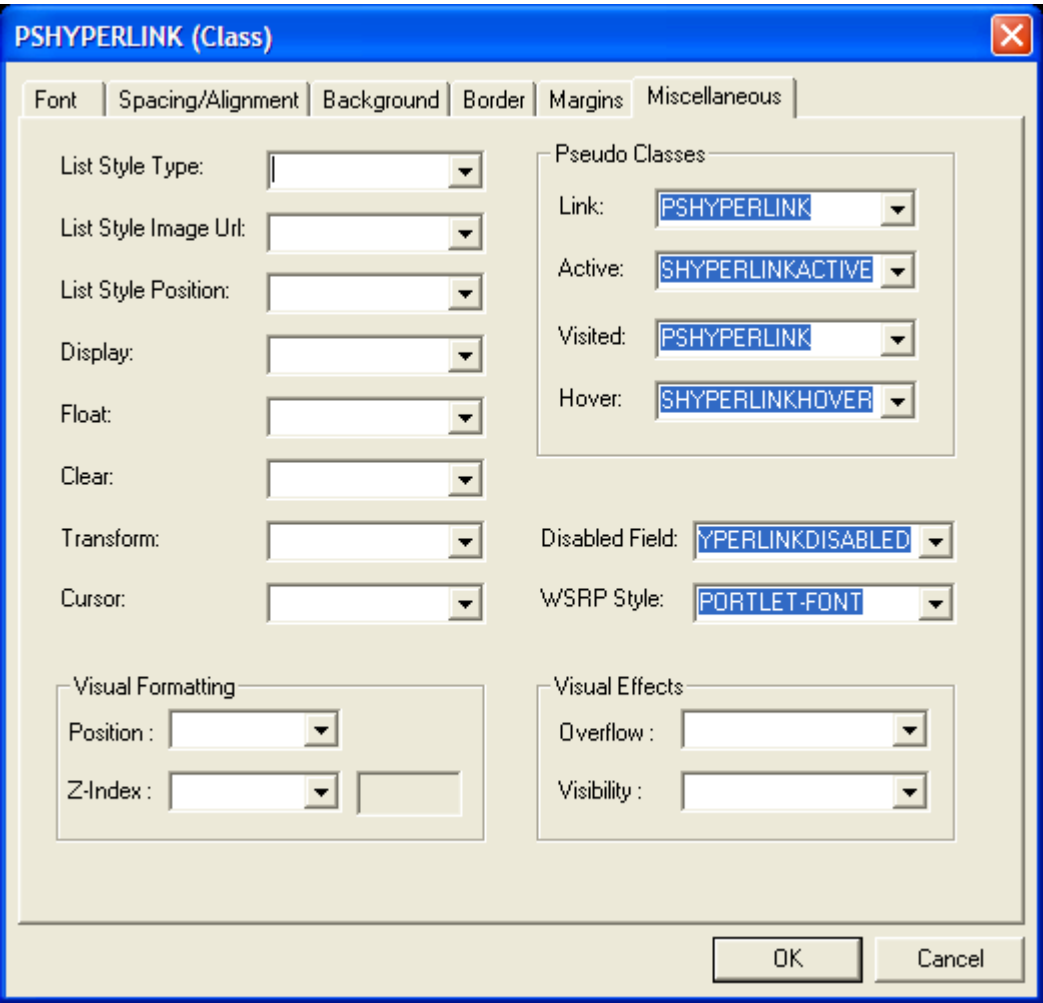 PSHYPERLINK (Class)
Font Spacing/Alignment Background Border Margins Miscellaneous
List Style Type:
List Style Image Url:
List Style Position:
Display:
Float:
Clear:
Transform:
Cursor:
Pseudo Classes
Link: PSHYPERLINK
Active: SHYPERLINKACTIVE
Visited: PSHYPERLINK
Hover: SHYPERLINKHOVER
Disabled Field: YPERLINKDISABLED
WSRP Style: PORTLET-FONT
Visual Formatting
Position :
Z-Index :
Visual Effects
Overflow :
Visibility :
OK Cancel